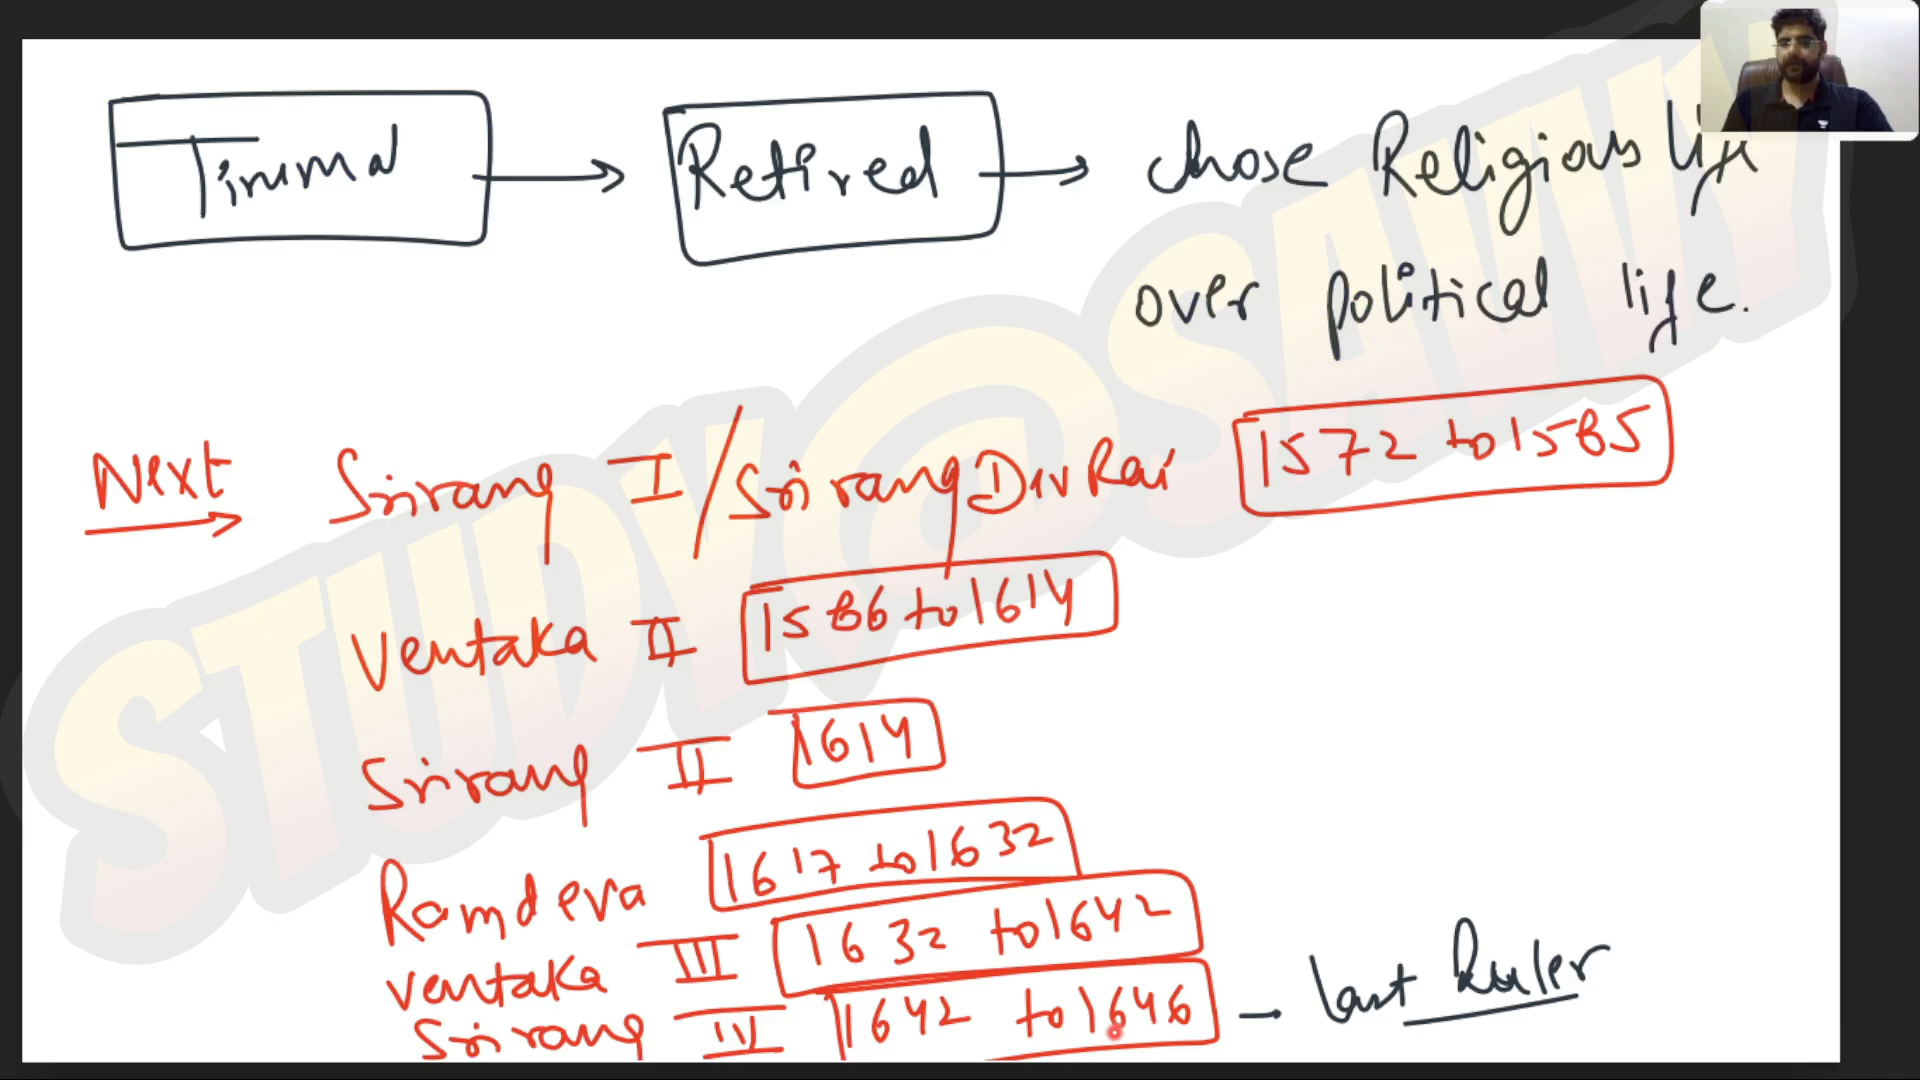 Tirumal → Retired → chose Religious life
over political life.
Next → Srirang I / Srirang Dev Rai 1572 to 1585
Ventaka II 1586 to 1614
Srirang II 1614
Ramdeva 1617 to 1632
Ventaka III 1632 to 1642
Srirang IV 1642 to 1646 - last Ruler
STUDY@SAVVY